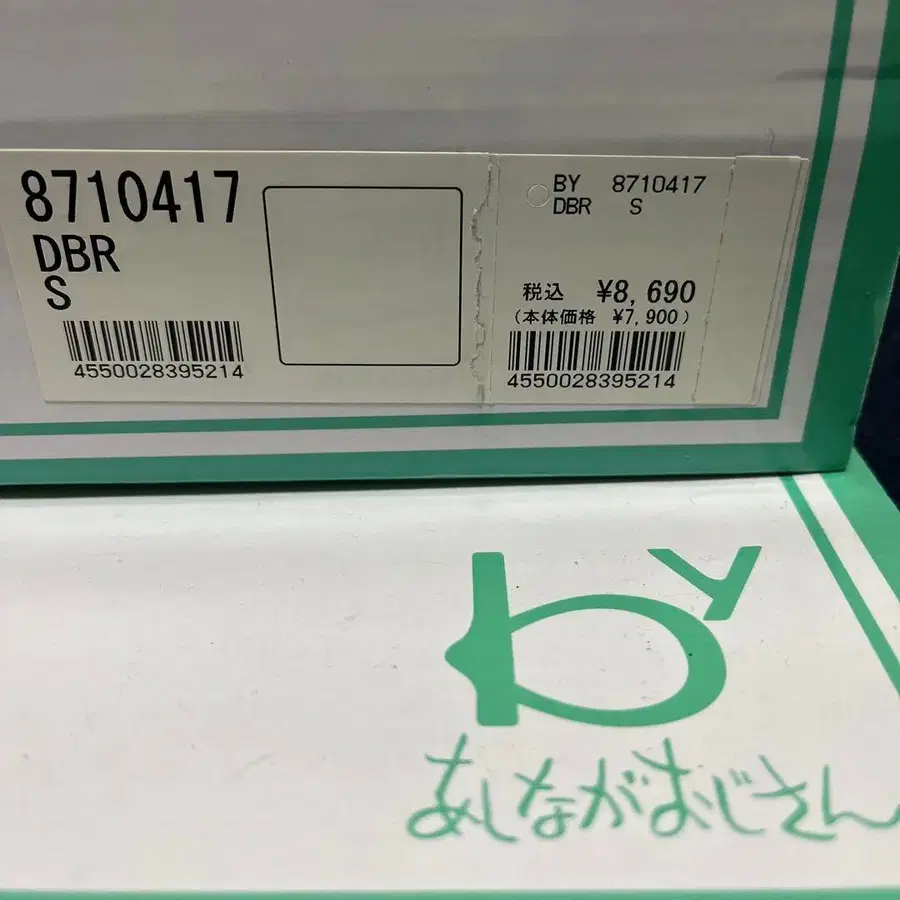 8710417
DBR
S
4550028395214
BY 8710417
DBR S
税込 ¥8,690
(本体価格 ¥7,900)
4550028395214
by
あしながおじさん